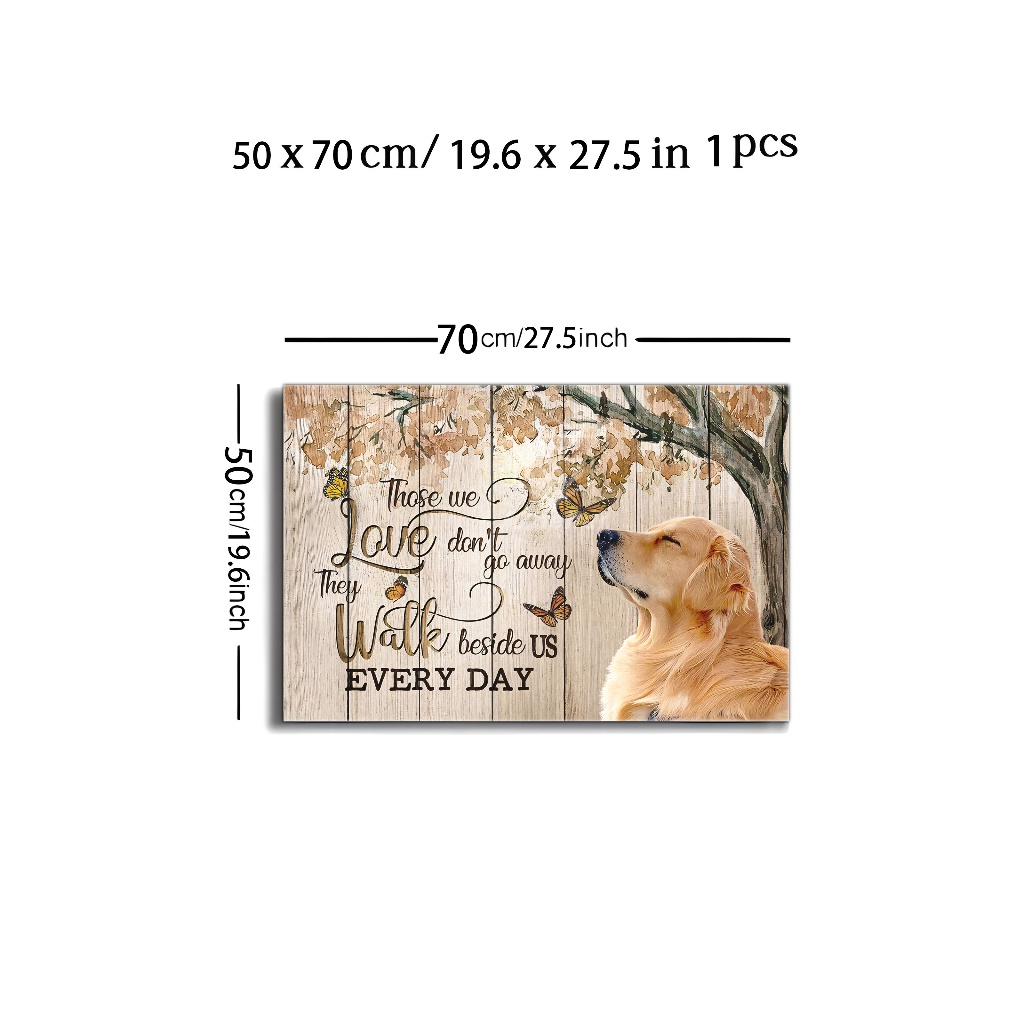 50 x 70 cm/ 19.6 x 27.5 in 1 pcs
70cm/27.5inch
50cm/19.6inch
Those we
Love don't
go away
They
Walk beside US
EVERY DAY